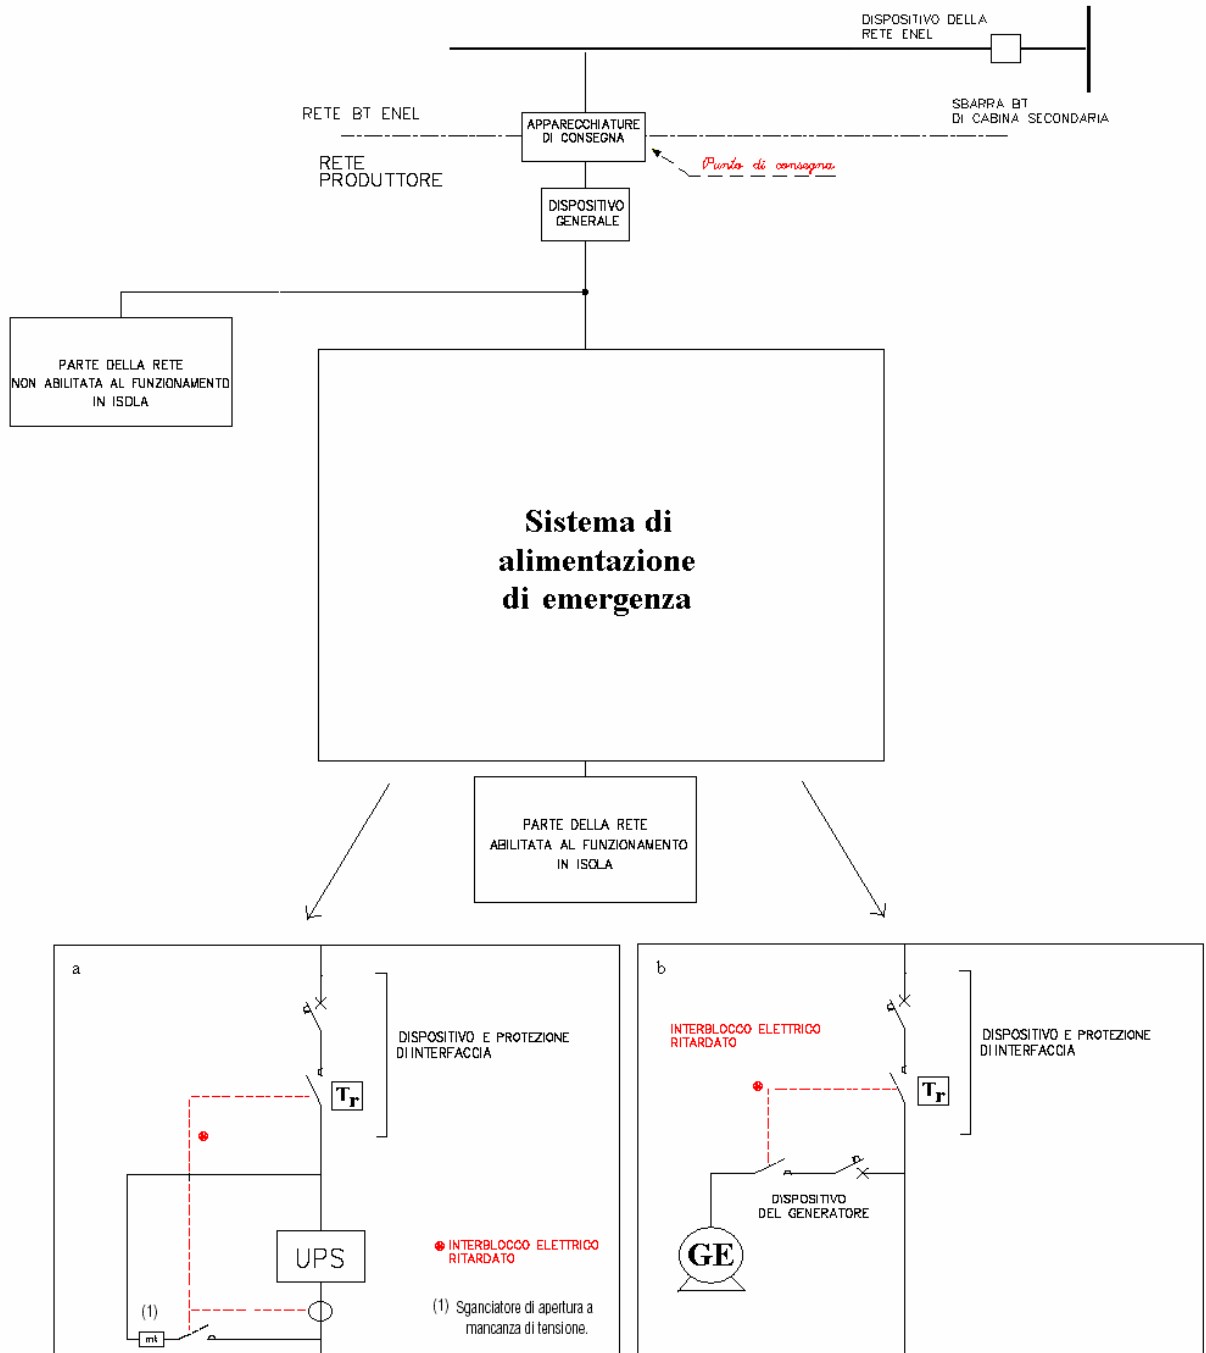 DISPOSITIVO DELLA
RETE ENEL
RETE BT ENEL
SBARRA BT
DI CABINA SECONDARIA
APPARECCHIATURE
DI CONSEGNA
RETE
PRODUTTORE
Punto di consegna
DISPOSITIVO
GENERALE
PARTE DELLA RETE
NON ABILITATA AL FUNZIONAMENTO
IN ISOLA
Sistema di
alimentazione
di emergenza
PARTE DELLA RETE
ABILITATA AL FUNZIONAMENTO
IN ISOLA
a
DISPOSITIVO E PROTEZIONE
DI INTERFACCIA
Tr
UPS
INTERBLOCCO ELETTRICO
RITARDATO
(1)
mt
(1) Sganciatore di apertura a
mancanza di tensione.
b
INTERBLOCCO ELETTRICO
RITARDATO
DISPOSITIVO E PROTEZIONE
DI INTERFACCIA
Tr
DISPOSITIVO
DEL GENERATORE
GE